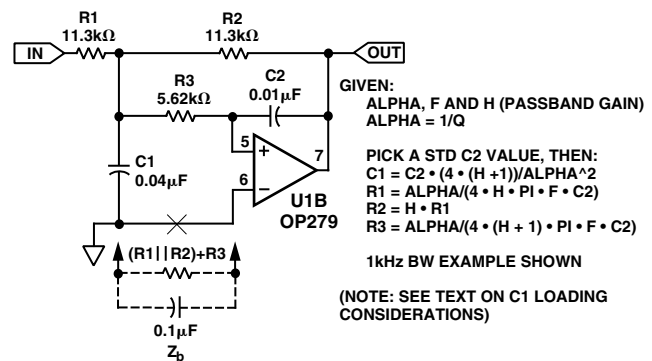 R1
11.3kΩ
R2
11.3kΩ
IN
OUT
R3
5.62kΩ
C2
0.01µF
C1
0.04µF
5
+
6
–
7
U1B
OP279
(R1||R2)+R3
0.1µF
Zb
GIVEN:
ALPHA, F AND H (PASSBAND GAIN)
ALPHA = 1/Q
PICK A STD C2 VALUE, THEN:
C1 = C2 • (4 • (H +1))/ALPHA^2
R1 = ALPHA/(4 • H • PI • F • C2)
R2 = H • R1
R3 = ALPHA/(4 • (H + 1) • PI • F • C2)
1kHz BW EXAMPLE SHOWN
(NOTE: SEE TEXT ON C1 LOADING
CONSIDERATIONS)